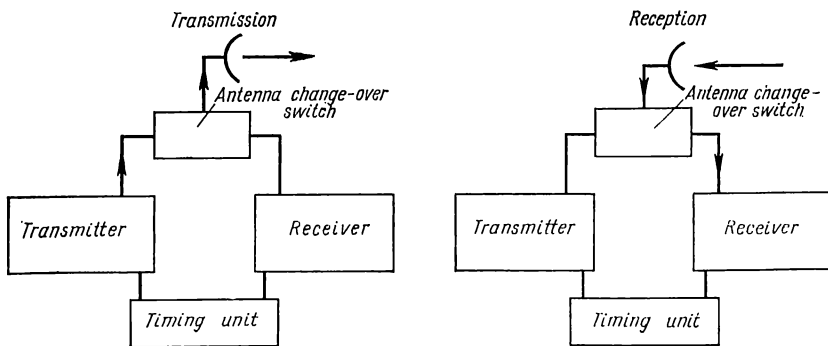 Transmission
Antenna change-over
switch
Transmitter
Receiver
Timing unit
Reception
Antenna change-
over switch
Transmitter
Receiver
Timing unit